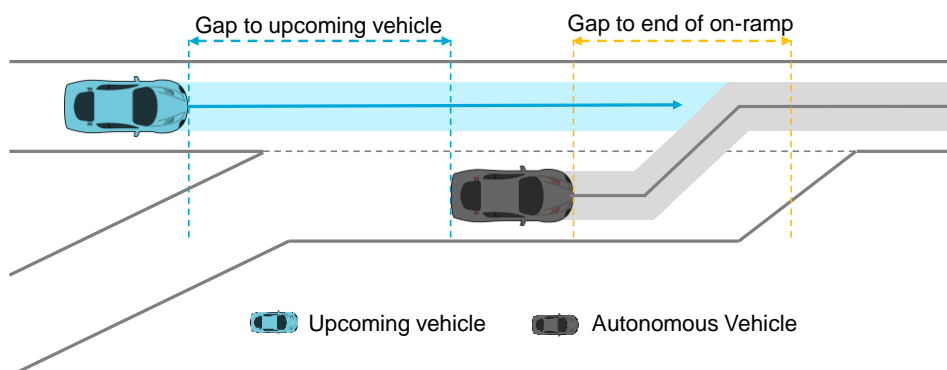 Gap to upcoming vehicle
Gap to end of on-ramp
Upcoming vehicle
Autonomous Vehicle